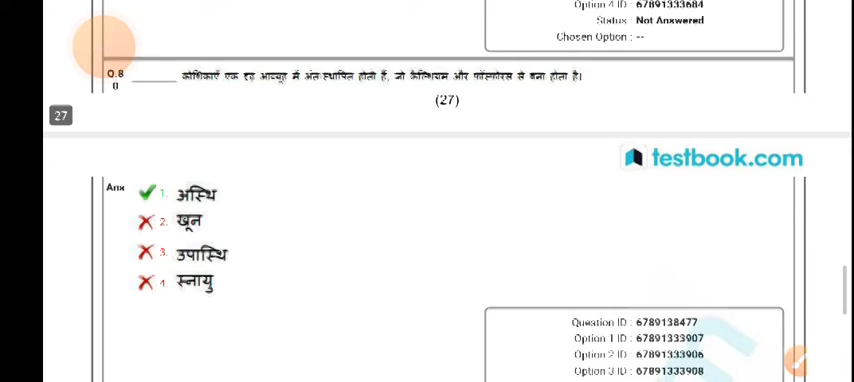 Option 4 ID : 67891333684
Status : Not Answered
Chosen Option : --
Q.8 ______ कोशिकाएँ एक दृढ़ आव्यूह में अंतःस्थापित होती हैं, जो कैल्शियम और फॉस्फोरस से बना होता है।
0
(27)
27
testbook.com
Ans 1. अस्थि
2. खून
3. उपास्थि
4. स्नायु
Question ID : 6789138477
Option 1 ID : 67891333907
Option 2 ID : 67891333906
Option 3 ID : 67891333908